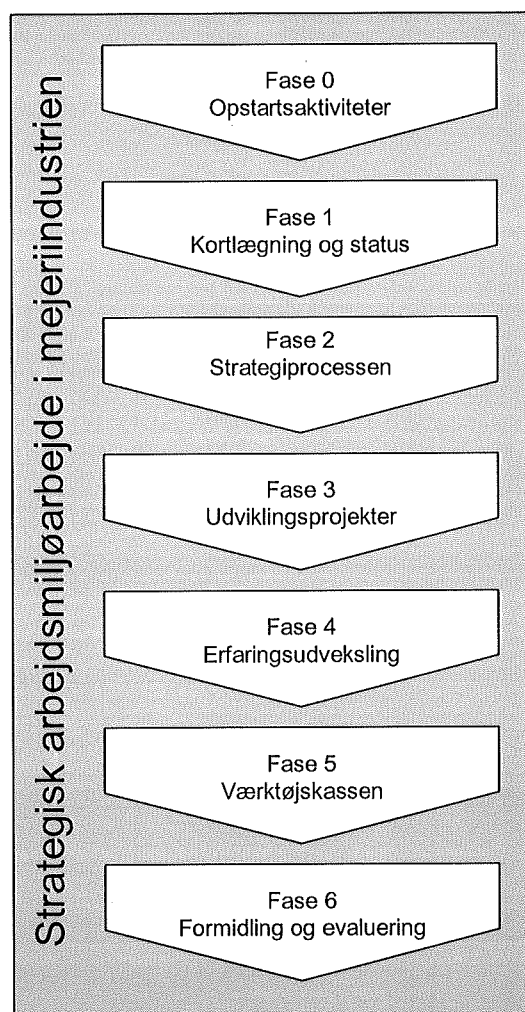 Strategisk arbejdsmiljøarbejde i mejeriindustrien
Fase 0
Opstartsaktiviteter
Fase 1
Kortlægning og status
Fase 2
Strategiprocessen
Fase 3
Udviklingsprojekter
Fase 4
Erfaringsudveksling
Fase 5
Værktøjskassen
Fase 6
Formidling og evaluering